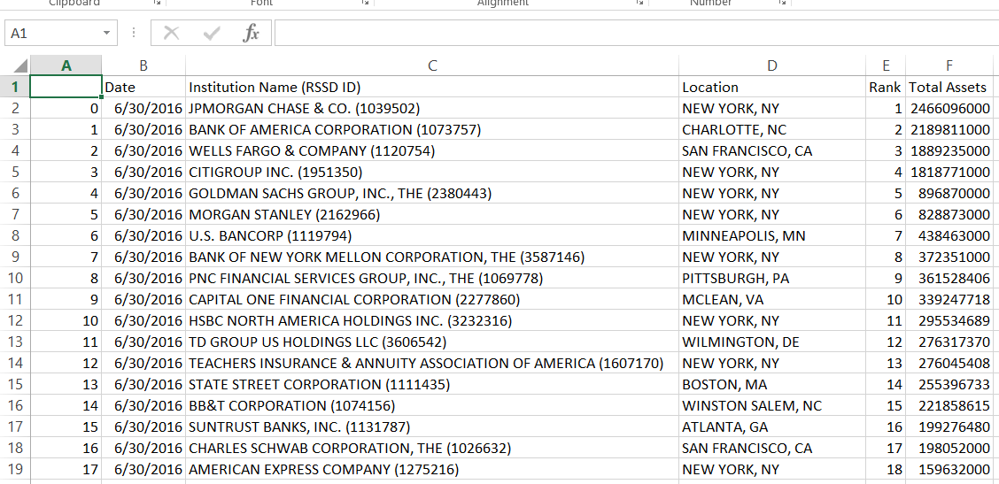 Clipboard Font Alignment Number
A1 fx
A B C D E F
1 Date Institution Name (RSSD ID) Location Rank Total Assets
2 0 6/30/2016 JPMORGAN CHASE & CO. (1039502) NEW YORK, NY 1 2466096000
3 1 6/30/2016 BANK OF AMERICA CORPORATION (1073757) CHARLOTTE, NC 2 2189811000
4 2 6/30/2016 WELLS FARGO & COMPANY (1120754) SAN FRANCISCO, CA 3 1889235000
5 3 6/30/2016 CITIGROUP INC. (1951350) NEW YORK, NY 4 1818771000
6 4 6/30/2016 GOLDMAN SACHS GROUP, INC., THE (2380443) NEW YORK, NY 5 896870000
7 5 6/30/2016 MORGAN STANLEY (2162966) NEW YORK, NY 6 828873000
8 6 6/30/2016 U.S. BANCORP (1119794) MINNEAPOLIS, MN 7 438463000
9 7 6/30/2016 BANK OF NEW YORK MELLON CORPORATION, THE (3587146) NEW YORK, NY 8 372351000
10 8 6/30/2016 PNC FINANCIAL SERVICES GROUP, INC., THE (1069778) PITTSBURGH, PA 9 361528406
11 9 6/30/2016 CAPITAL ONE FINANCIAL CORPORATION (2277860) MCLEAN, VA 10 339247718
12 10 6/30/2016 HSBC NORTH AMERICA HOLDINGS INC. (3232316) NEW YORK, NY 11 295534689
13 11 6/30/2016 TD GROUP US HOLDINGS LLC (3606542) WILMINGTON, DE 12 276317370
14 12 6/30/2016 TEACHERS INSURANCE & ANNUITY ASSOCIATION OF AMERICA (1607170) NEW YORK, NY 13 276045408
15 13 6/30/2016 STATE STREET CORPORATION (1111435) BOSTON, MA 14 255396733
16 14 6/30/2016 BB&T CORPORATION (1074156) WINSTON SALEM, NC 15 221858615
17 15 6/30/2016 SUNTRUST BANKS, INC. (1131787) ATLANTA, GA 16 199276480
18 16 6/30/2016 CHARLES SCHWAB CORPORATION, THE (1026632) SAN FRANCISCO, CA 17 198052000
19 17 6/30/2016 AMERICAN EXPRESS COMPANY (1275216) NEW YORK, NY 18 159632000